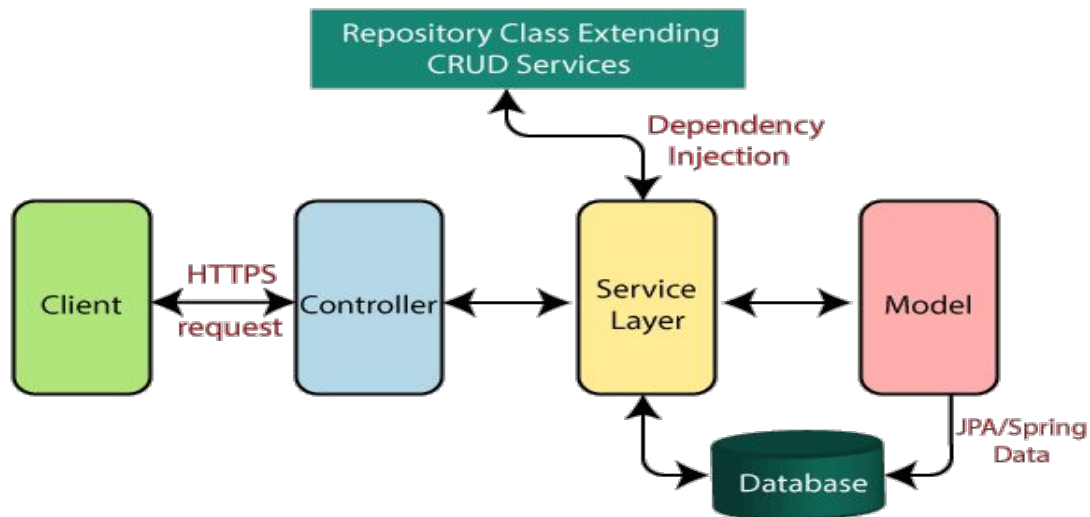 Repository Class Extending
CRUD Services
Dependency
Injection
HTTPS
request
Client
Controller
Service
Layer
Model
JPA/Spring
Data
Database